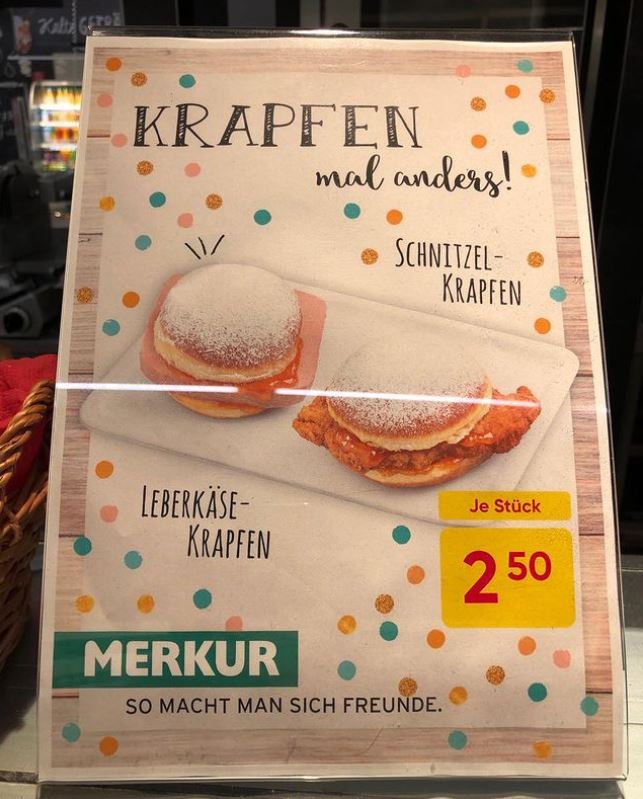 KRAPFEN
mal anders!
SCHNITZEL-
KRAPFEN
LEBERKÄSE-
KRAPFEN
Je Stück
2 50
MERKUR
SO MACHT MAN SICH FREUNDE.